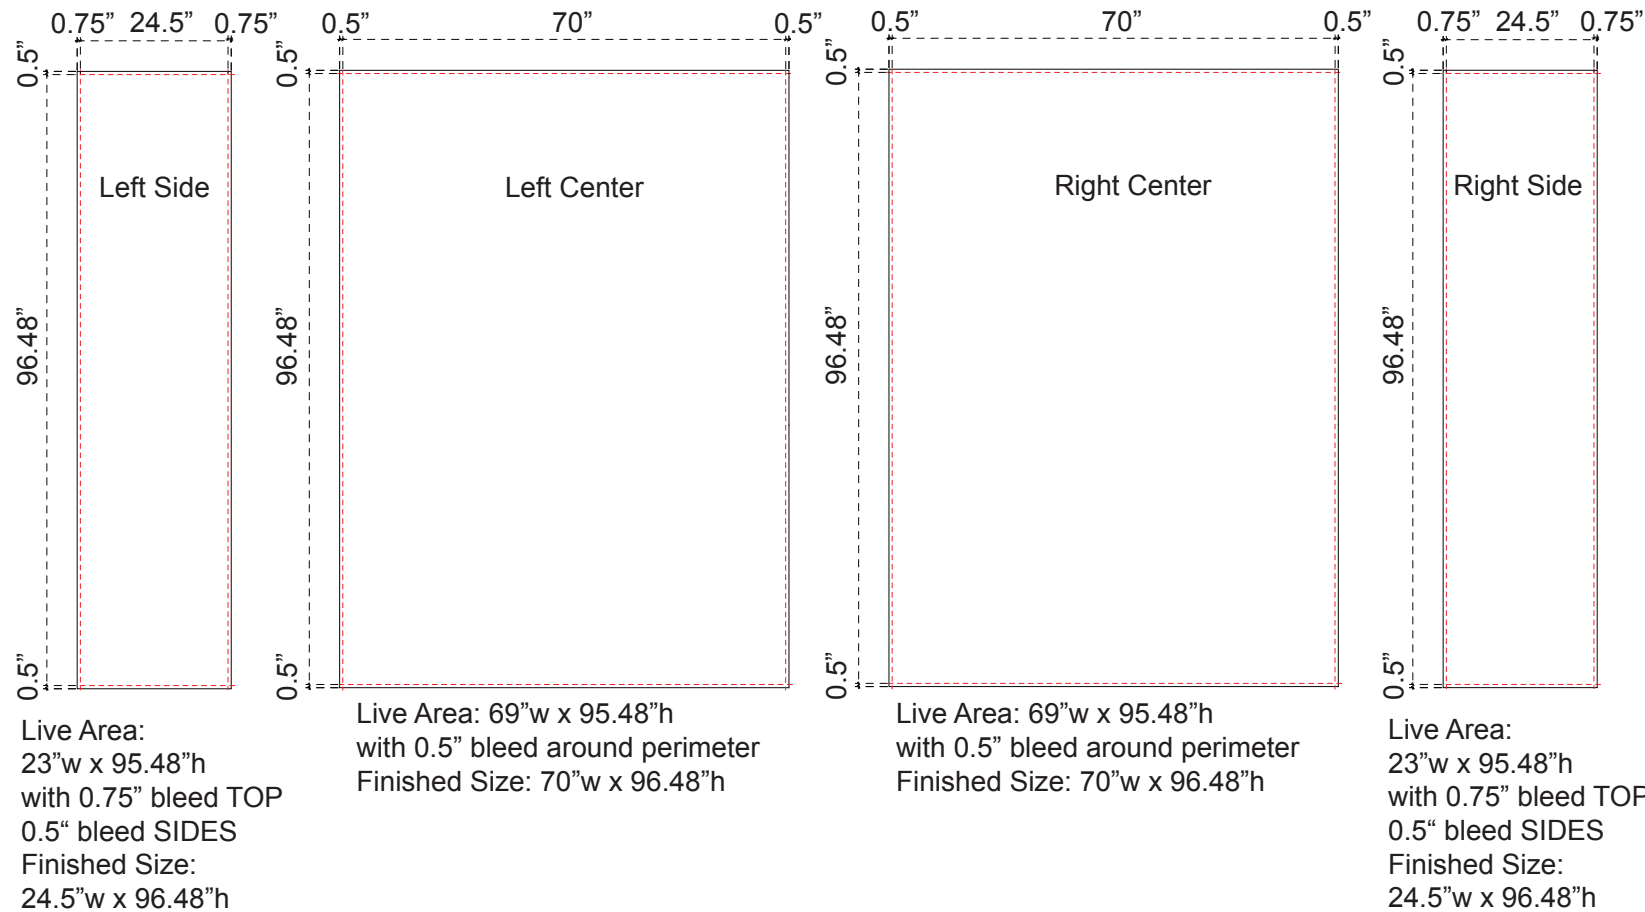 0.75” 24.5” 0.75”
0.5”
Left Side
96.48”
0.5”
Live Area:
23”w x 95.48”h
with 0.75” bleed TOP
0.5“ bleed SIDES
Finished Size:
24.5”w x 96.48”h
0.5” 70” 0.5”
0.5”
Left Center
96.48”
0.5”
Live Area: 69”w x 95.48”h
with 0.5” bleed around perimeter
Finished Size: 70”w x 96.48”h
0.5” 70” 0.5”
0.5”
Right Center
96.48”
0.5”
Live Area: 69”w x 95.48”h
with 0.5” bleed around perimeter
Finished Size: 70”w x 96.48”h
0.75” 24.5” 0.75”
0.5”
Right Side
96.48”
0.5”
Live Area:
23”w x 95.48”h
with 0.75” bleed TOP
0.5“ bleed SIDES
Finished Size:
24.5”w x 96.48”h